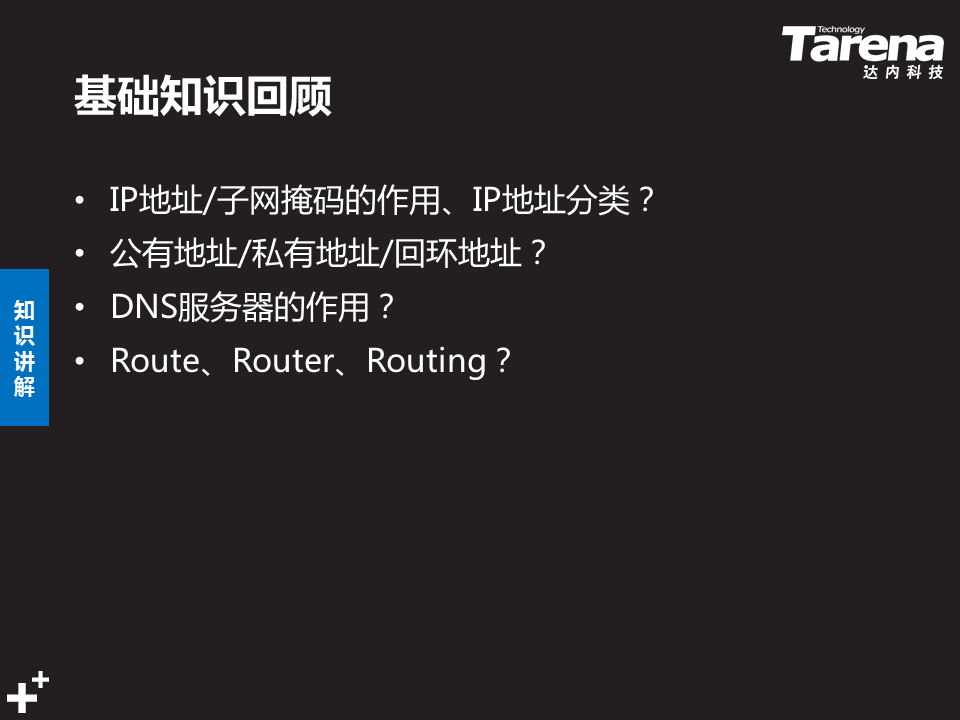 Technology
Tarena
达内科技
基础知识回顾
• IP地址/子网掩码的作用、IP地址分类？
• 公有地址/私有地址/回环地址？
• DNS服务器的作用？
• Route、Router、Routing？
知
识
讲
解